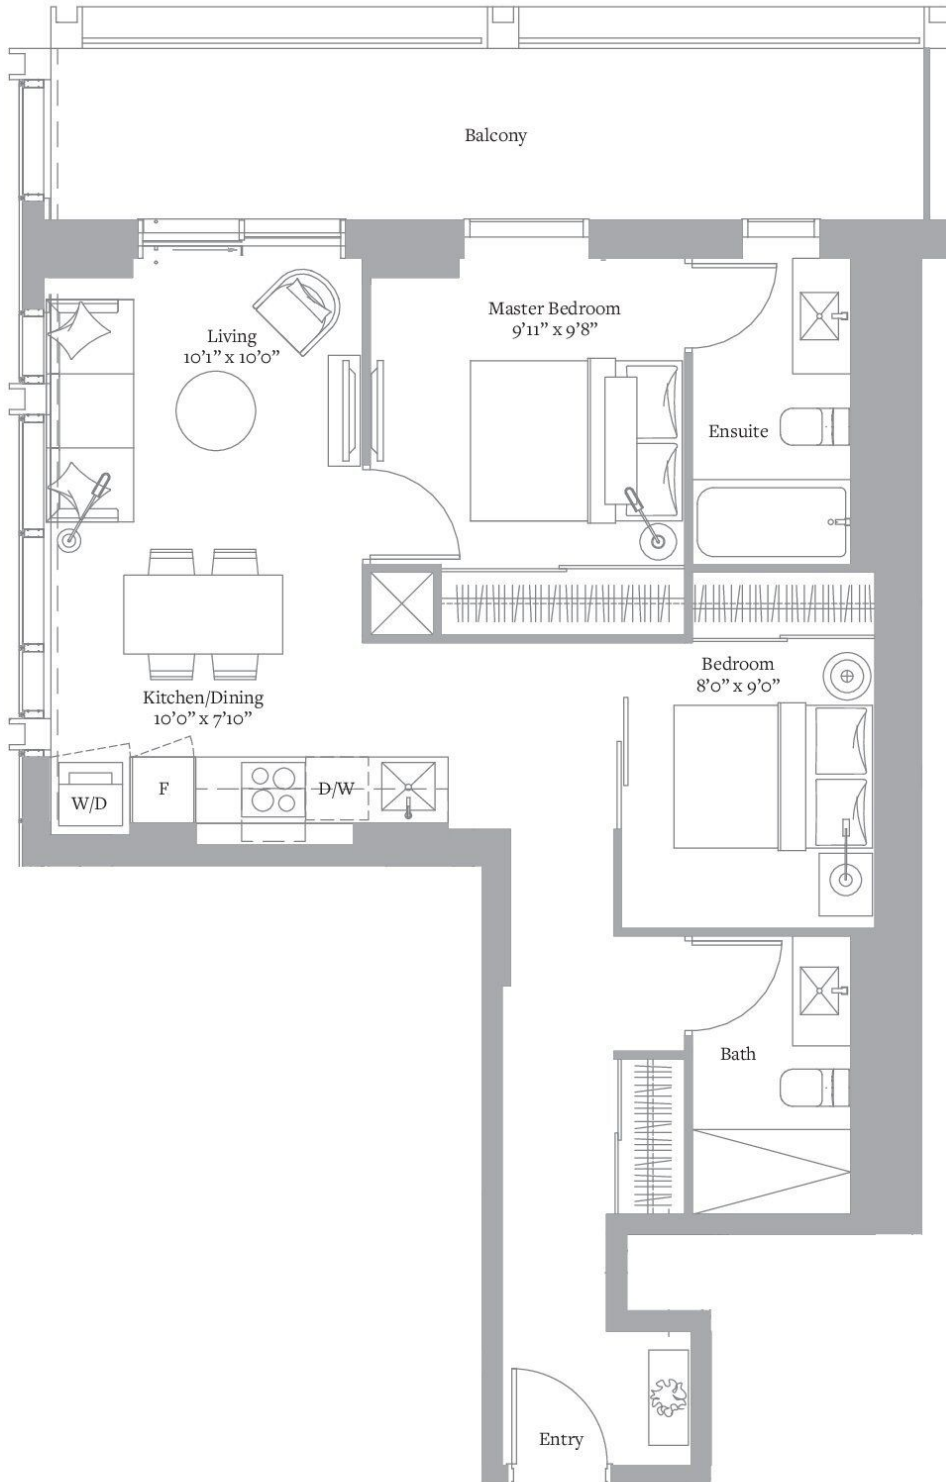 Balcony
Living
10'1" x 10'0"
Master Bedroom
9'11" x 9'8"
Ensuite
Kitchen/Dining
10'0" x 7'10"
Bedroom
8'0" x 9'0"
W/D
F
D/W
Bath
Entry